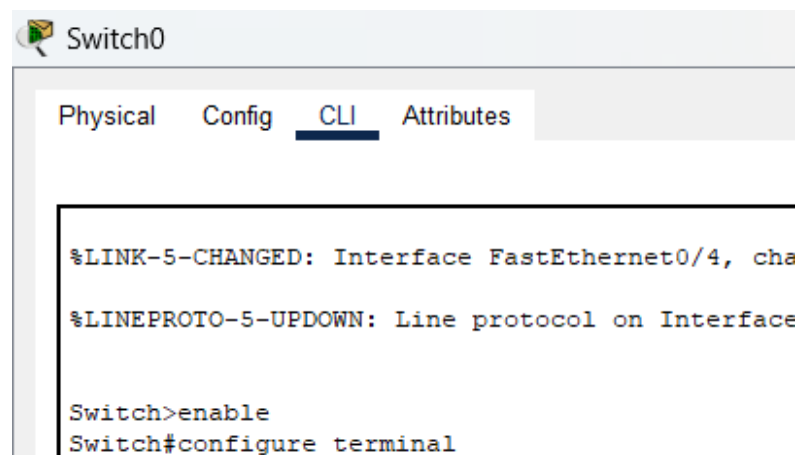 Switch0
Physical Config CLI Attributes
%LINK-5-CHANGED: Interface FastEthernet0/4, cha
%LINEPROTO-5-UPDOWN: Line protocol on Interface
Switch>enable
Switch#configure terminal